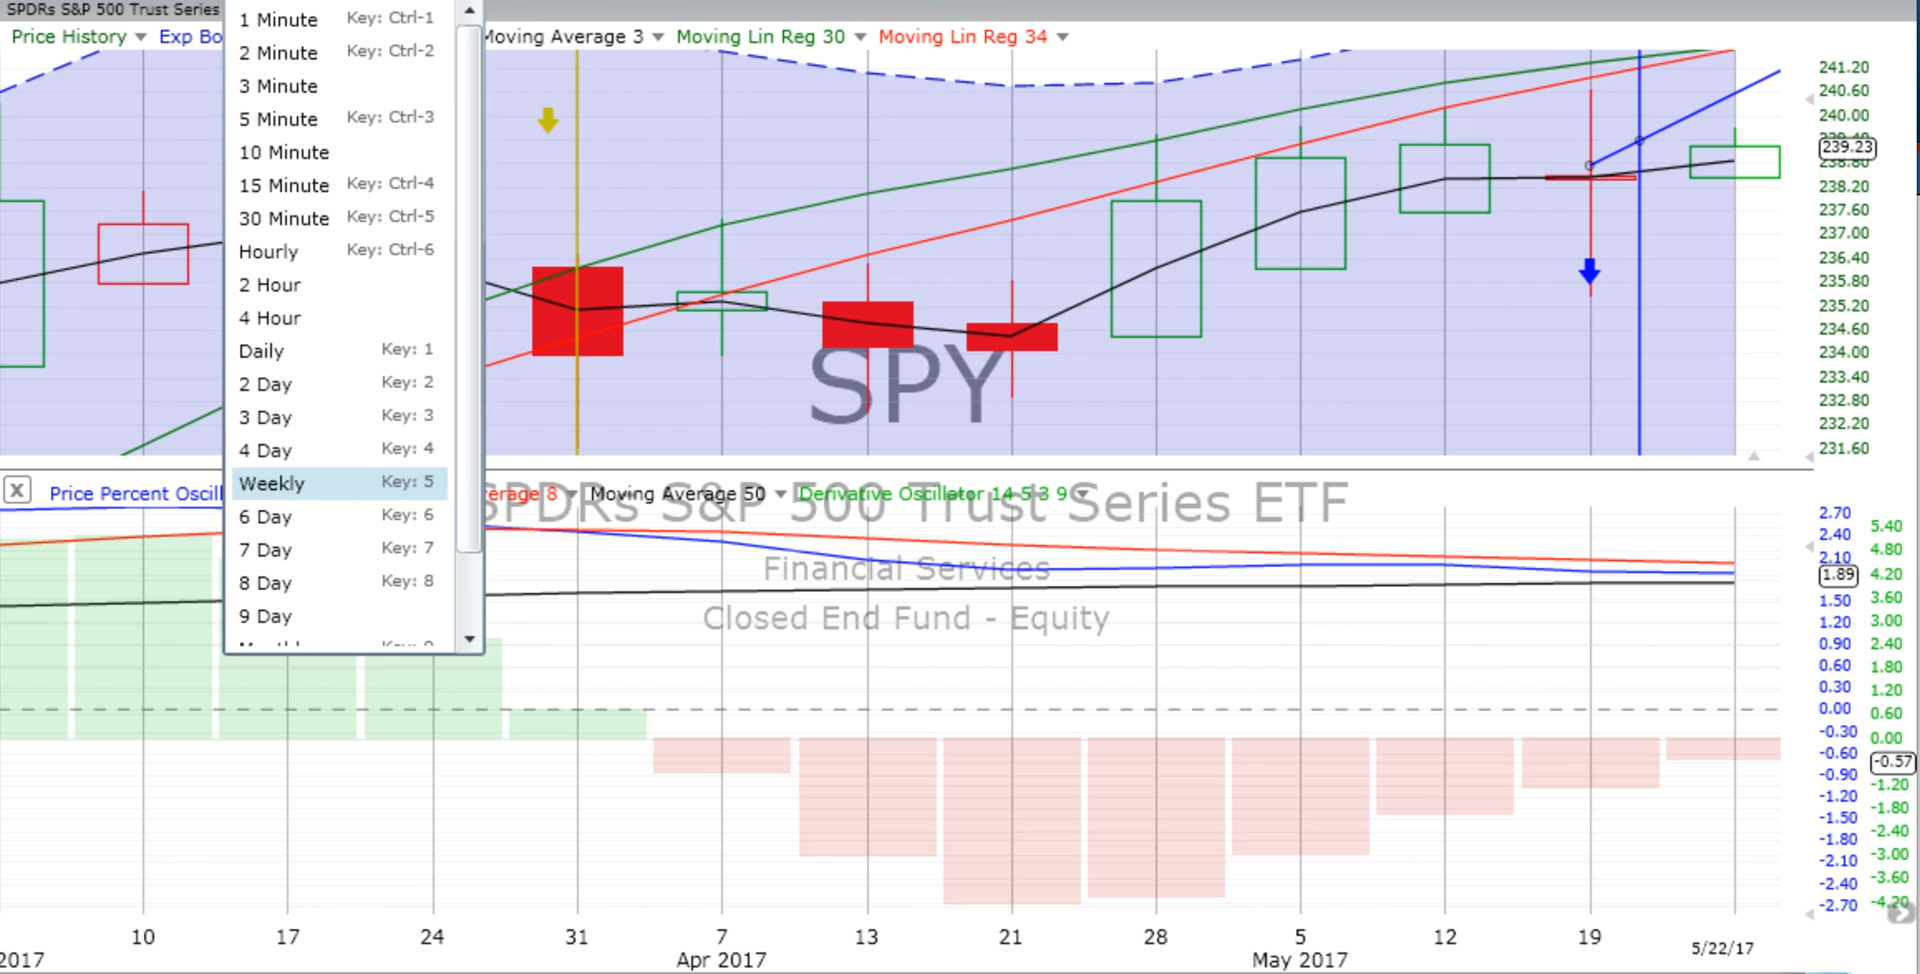 SPDRs S&P 500 Trust Series
Price History Exp Bo Moving Average 3 Moving Lin Reg 30 Moving Lin Reg 34
1 Minute Key: Ctrl-1
2 Minute Key: Ctrl-2
3 Minute
5 Minute Key: Ctrl-3
10 Minute
15 Minute Key: Ctrl-4
30 Minute Key: Ctrl-5
Hourly Key: Ctrl-6
2 Hour
4 Hour
Daily Key: 1
2 Day Key: 2
3 Day Key: 3
4 Day Key: 4
Weekly Key: 5
6 Day Key: 6
7 Day Key: 7
8 Day Key: 8
9 Day
241.20
240.60
240.00
239.40
239.23
238.80
238.20
237.60
237.00
236.40
235.80
235.20
234.60
234.00
233.40
232.80
232.20
231.60
SPY
X Price Percent Oscill erage 8 Moving Average 50 Derivative Oscillator 14 5 3 9
SPDRs S&P 500 Trust Series ETF
Financial Services
Closed End Fund - Equity
2.70
2.40
2.10
1.89
1.50
1.20
0.90
0.60
0.30
0.00
-0.30
-0.60
-0.90
-1.20
-1.50
-1.80
-2.10
-2.40
-2.70
5.40
4.80
4.20
3.60
3.00
2.40
1.80
1.20
0.60
0.00
-0.57
-1.20
-1.80
-2.40
-3.00
-3.60
-4.20
10 17 24 31 7 13 21 28 5 12 19 5/22/17
2017 Apr 2017 May 2017